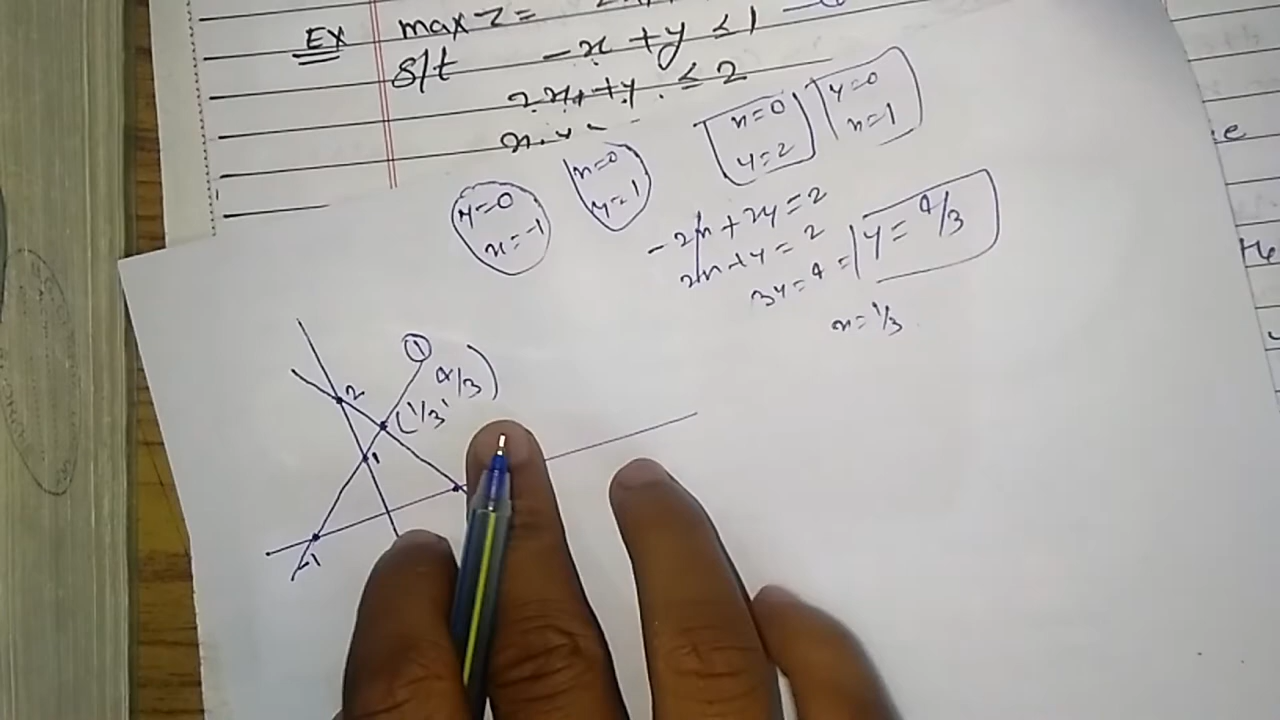 EX max Z =
s/t -x + y ≤ 1
2x + y ≤ 2
x, y
y=0
x=-1
x=0
y=1
x=0
y=2
y=0
x=1
-2x + 2y = 2
2x + y = 2
3y = 4 = y = 4/3
x = 1/3
1
2
(1/3, 4/3)
1
-1